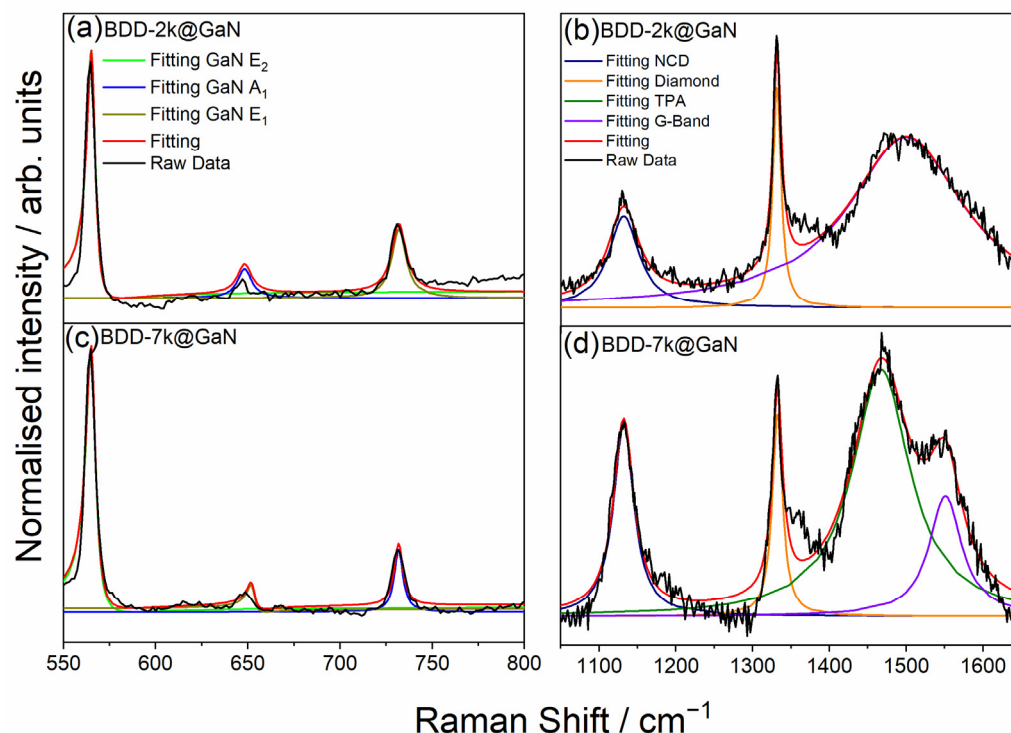 (a) BDD-2k@GaN
Fitting GaN E₂
Fitting GaN A₁
Fitting GaN E₁
Fitting
Raw Data
(b) BDD-2k@GaN
Fitting NCD
Fitting Diamond
Fitting TPA
Fitting G-Band
Fitting
Raw Data
Normalised intensity / arb. units
(c) BDD-7k@GaN
(d) BDD-7k@GaN
550 600 650 700 750 800
1100 1200 1300 1400 1500 1600
Raman Shift / cm⁻¹